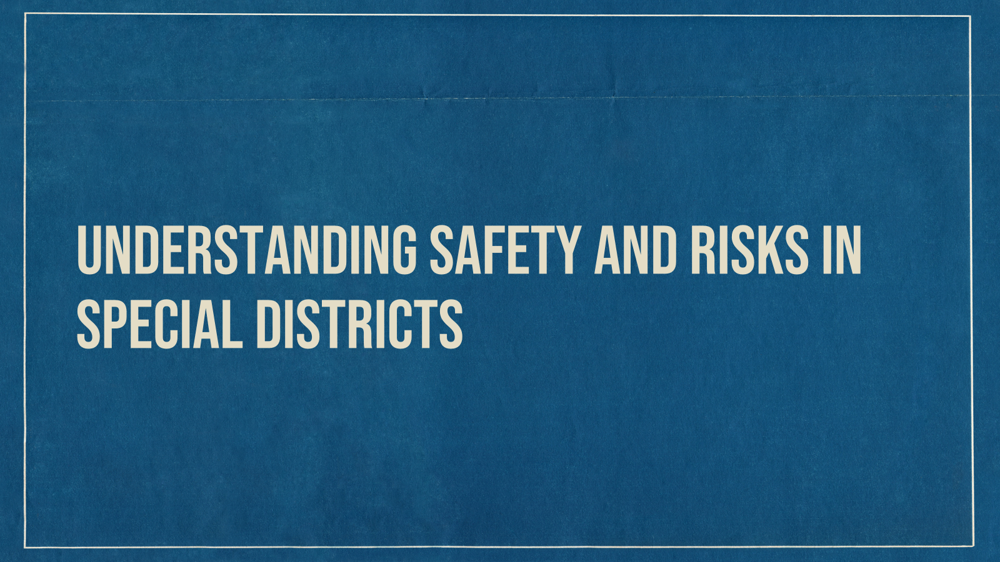 UNDERSTANDING SAFETY AND RISKS IN
SPECIAL DISTRICTS